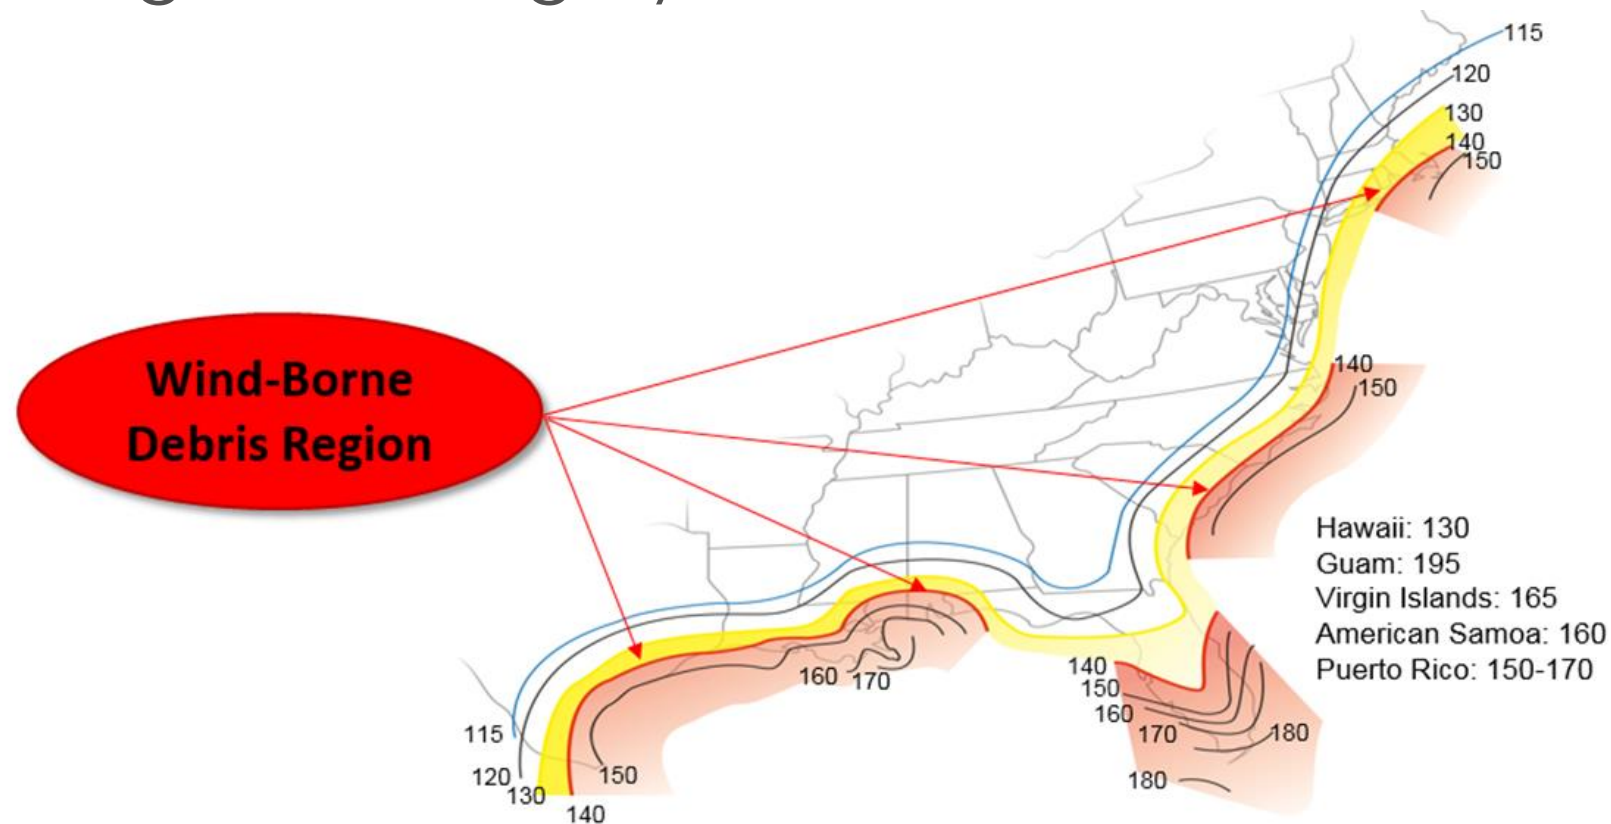 115
120
130
140
150
Wind-Borne
Debris Region
140
150
Hawaii: 130
Guam: 195
Virgin Islands: 165
American Samoa: 160
Puerto Rico: 150-170
160 170
140
150
160
170
180
180
115
120
130
140
150